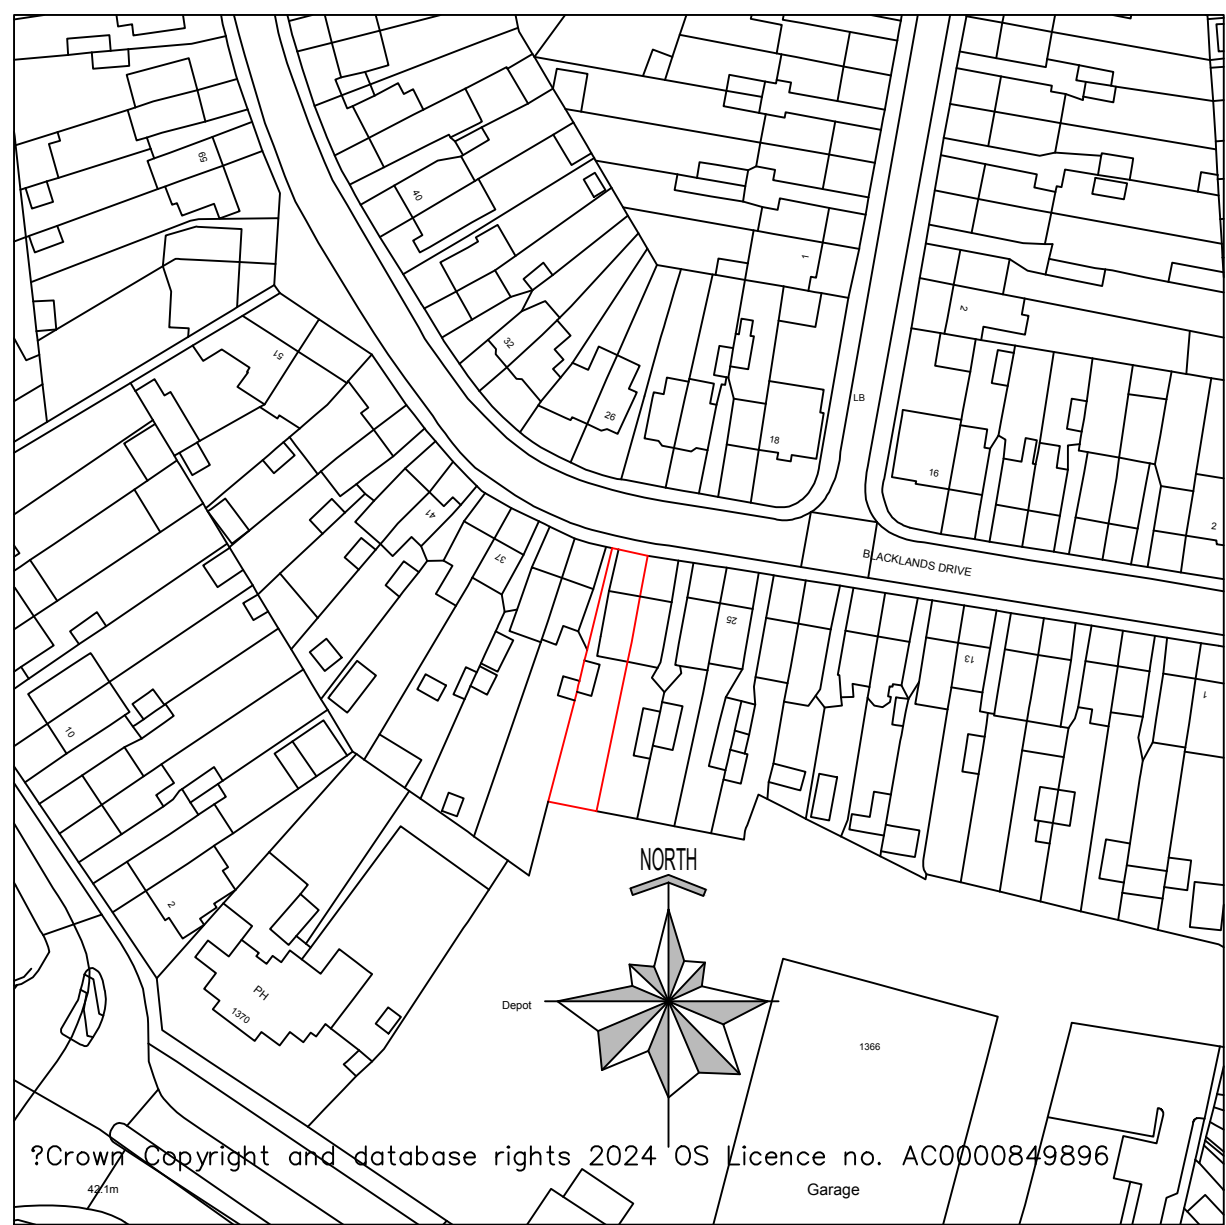 59
40
1
2
32
51
26
LB
18
16
41
2
37
BLACKLANDS DRIVE
25
13
1
10
NORTH
2
PH
1370
Depot
1366
?Crown Copyright and database rights 2024 OS Licence no. AC0000849896
42.1m
Garage